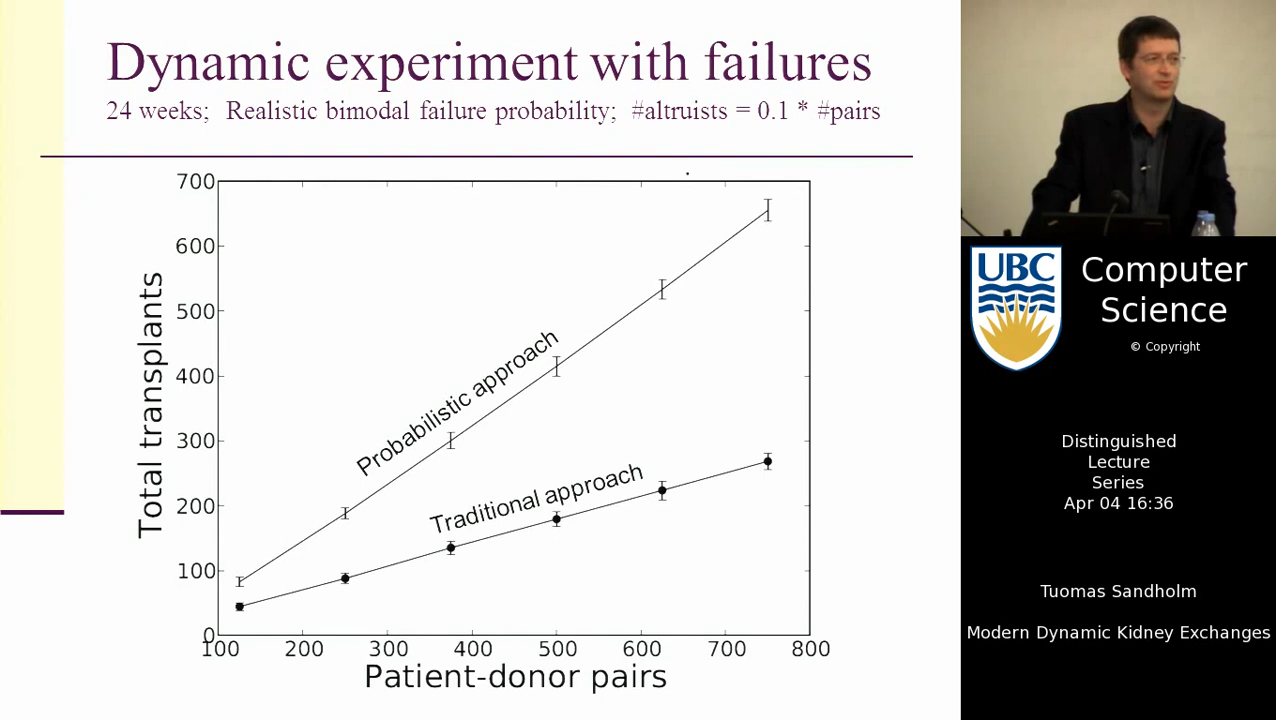 Dynamic experiment with failures
24 weeks; Realistic bimodal failure probability; #altruists = 0.1 * #pairs
700
600
500
400
300
200
100
0
Total transplants
Probabilistic approach
Traditional approach
100 200 300 400 500 600 700 800
Patient-donor pairs
UBC
Computer
Science
© Copyright
Distinguished
Lecture
Series
Apr 04 16:36
Tuomas Sandholm
Modern Dynamic Kidney Exchanges